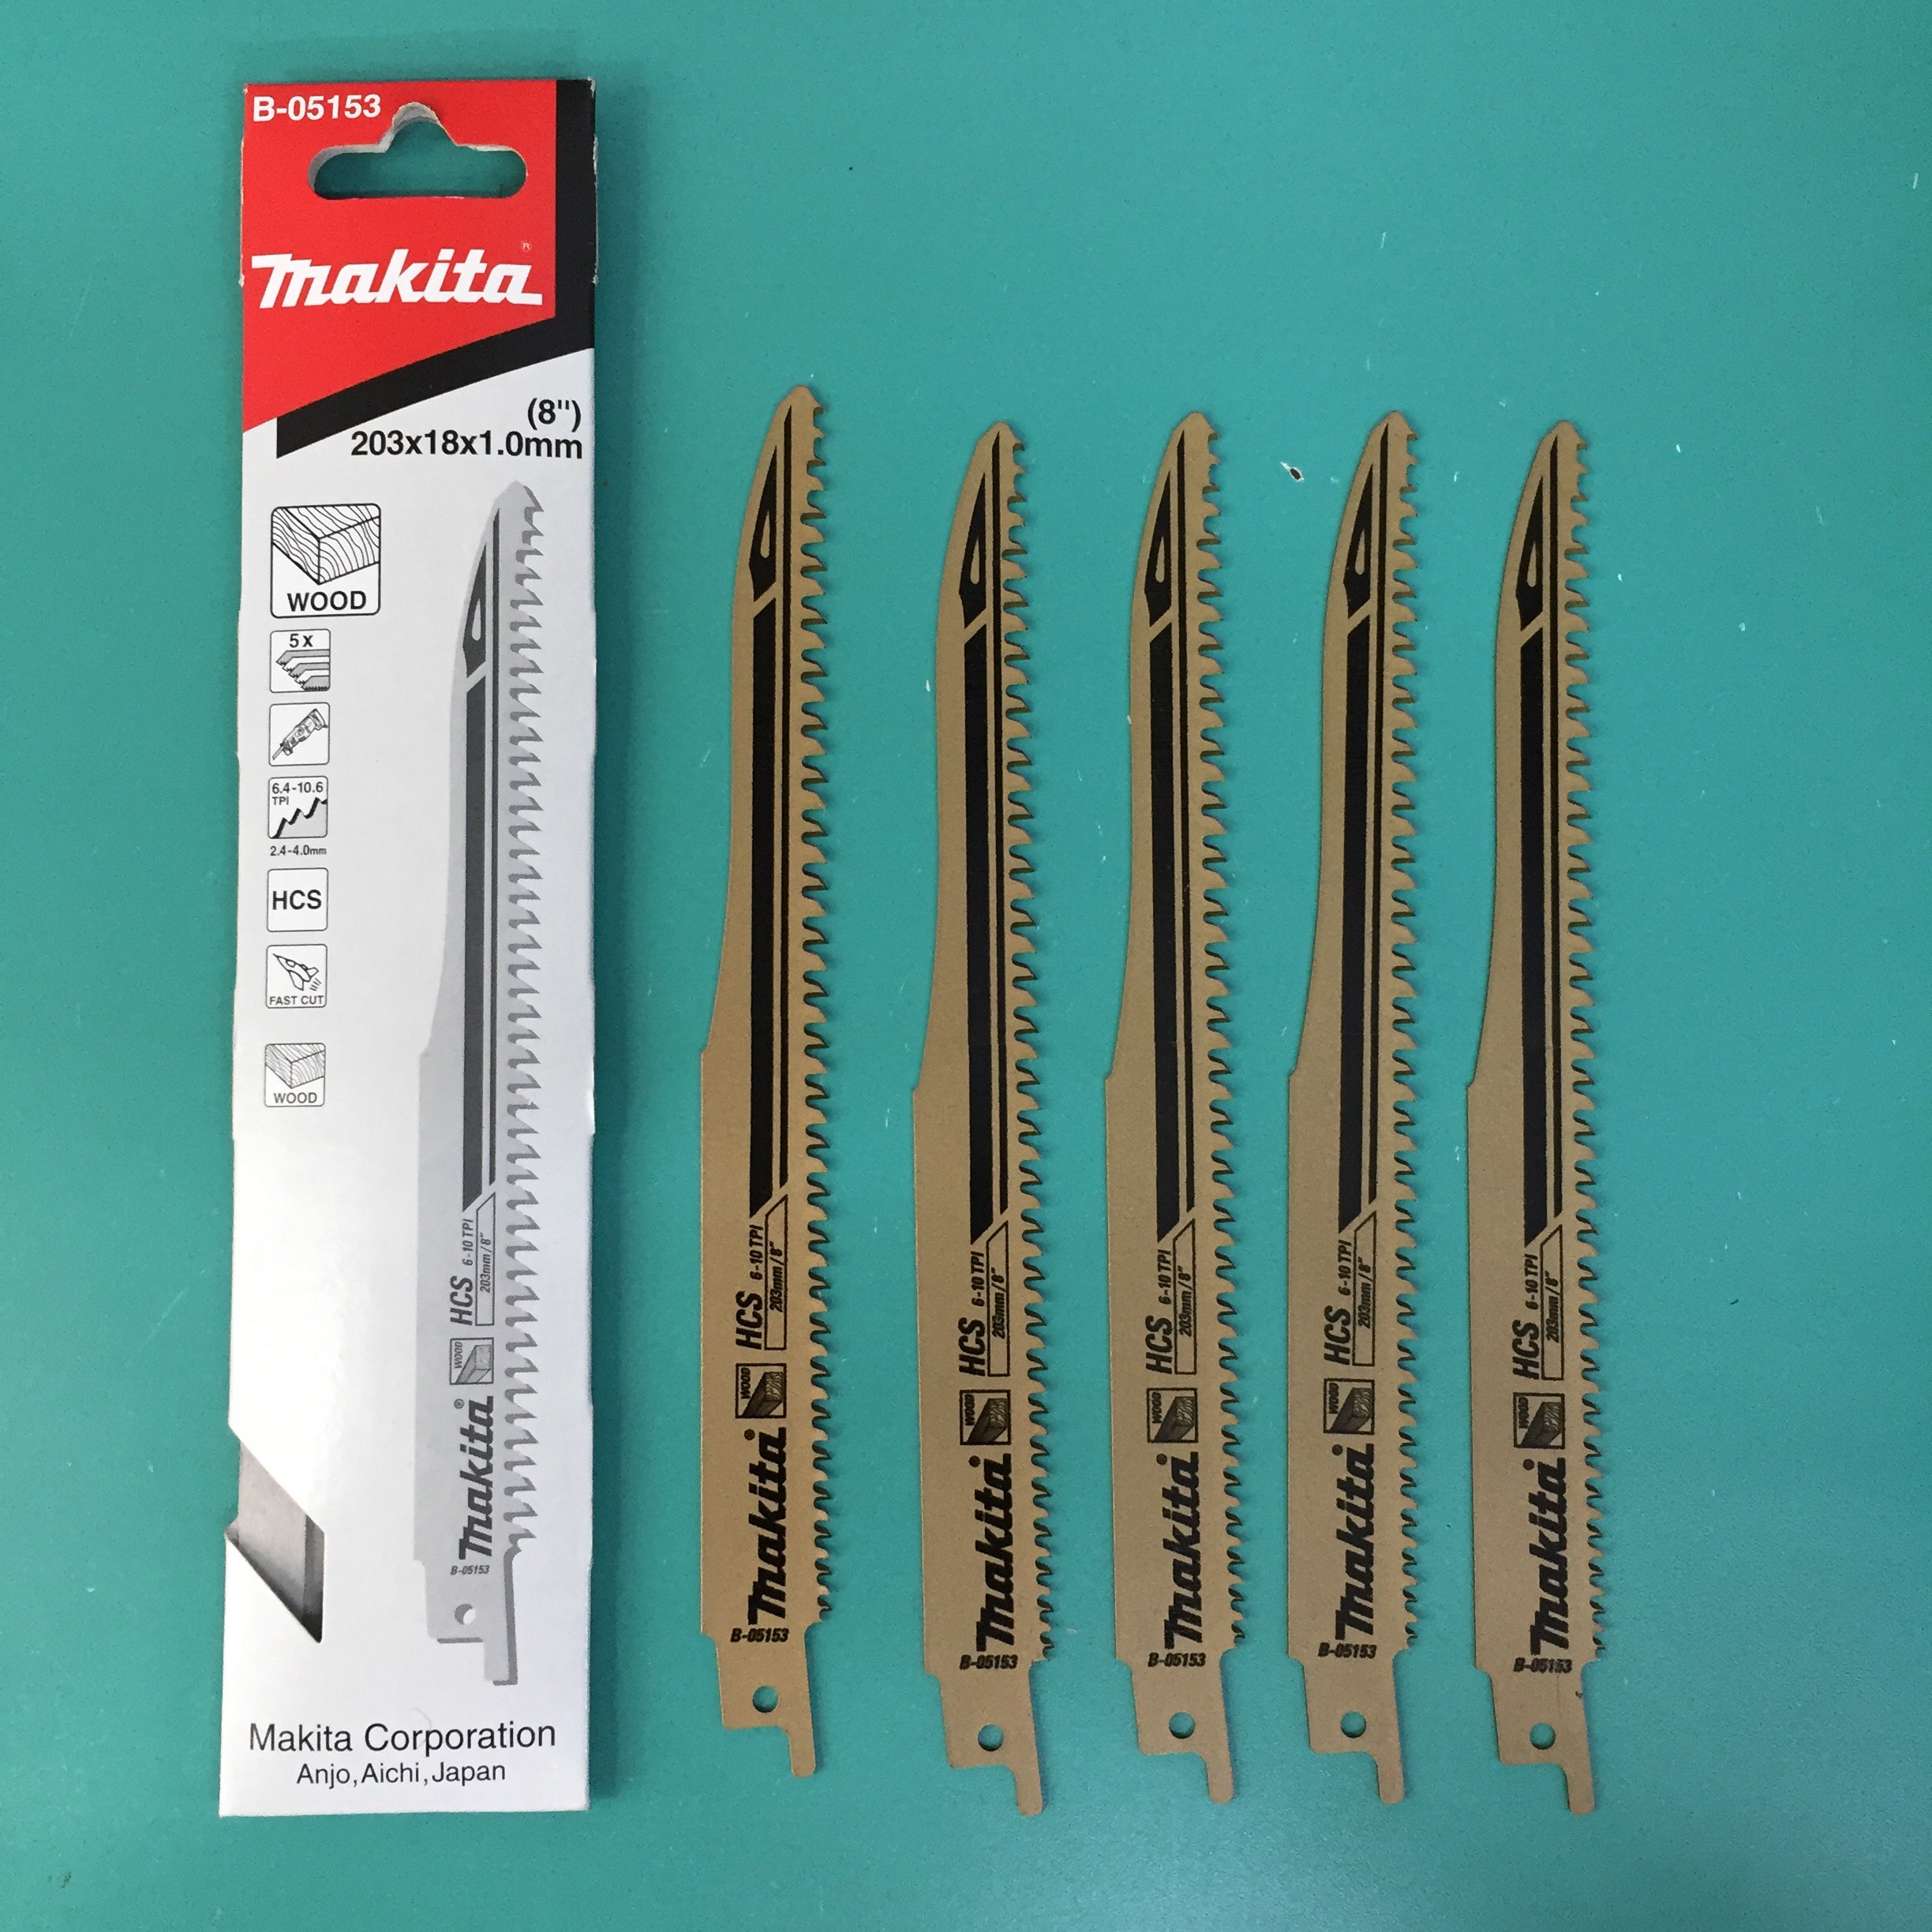 B-05153
makita®
(8")
203x18x1.0mm
WOOD
5x
6.4-10.6
TPI
2.4-4.0mm
HCS
FAST CUT
WOOD
B-05153 makita® WOOD HCS 6-10 TPI
203mm/8"
Makita Corporation
Anjo, Aichi, Japan
B-05153 makita® WOOD HCS 6-10 TPI
203mm/8"
B-05153 makita® WOOD HCS 6-10 TPI
203mm/8"
B-05153 makita® WOOD HCS 6-10 TPI
203mm/8"
B-05153 makita® WOOD HCS 6-10 TPI
203mm/8"
B-05153 makita® WOOD HCS 6-10 TPI
203mm/8"